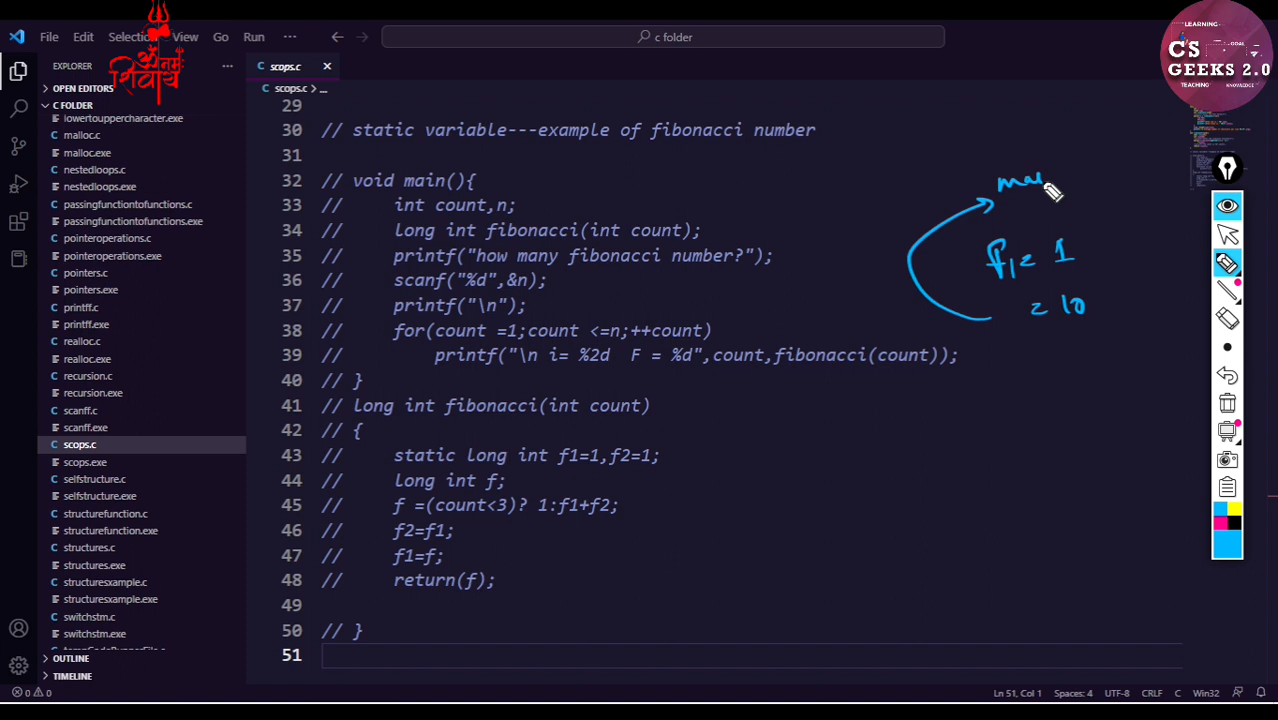 File Edit Selection View Go Run ···
c folder
ॐ नमः
शिवाय
LEARNING
GOAL
CS
GEEKS 2.0
TEACHING KNOWLEDGE
EXPLORER ···
OPEN EDITORS
C FOLDER
lowertouppercharacter.exe
malloc.c
malloc.exe
nestedloops.c
nestedloops.exe
passingfunctiontofunctions.c
passingfunctiontofunctions.exe
pointeroperations.c
pointeroperations.exe
pointers.c
pointers.exe
printff.c
printff.exe
realloc.c
realloc.exe
recursion.c
recursion.exe
scanff.c
scanff.exe
scops.c
scops.exe
selfstructure.c
selfstructure.exe
structurefunction.c
structurefunction.exe
structures.c
structures.exe
structuresxample.c
structuresxample.exe
switchstm.c
switchstm.exe
OUTLINE
TIMELINE
C scops.c ×
C scops.c > ...
29
30 // static variable---example of fibonacci number
31
32 // void main(){
33 // int count,n;
34 // long int fibonacci(int count);
35 // printf("how many fibonacci number?");
36 // scanf("%d",&n);
37 // printf("\n");
38 // for(count =1;count <=n;++count)
39 // printf("\n i= %2d F = %d",count,fibonacci(count));
40 // }
41 // long int fibonacci(int count)
42 // {
43 // static long int f1=1,f2=1;
44 // long int f;
45 // f =(count<3)? 1:f1+f2;
46 // f2=f1;
47 // f1=f;
48 // return(f);
49
50 // }
51
f1 = 1
= 10
0 0 Ln 51, Col 1 Spaces: 4 UTF-8 CRLF C Win32